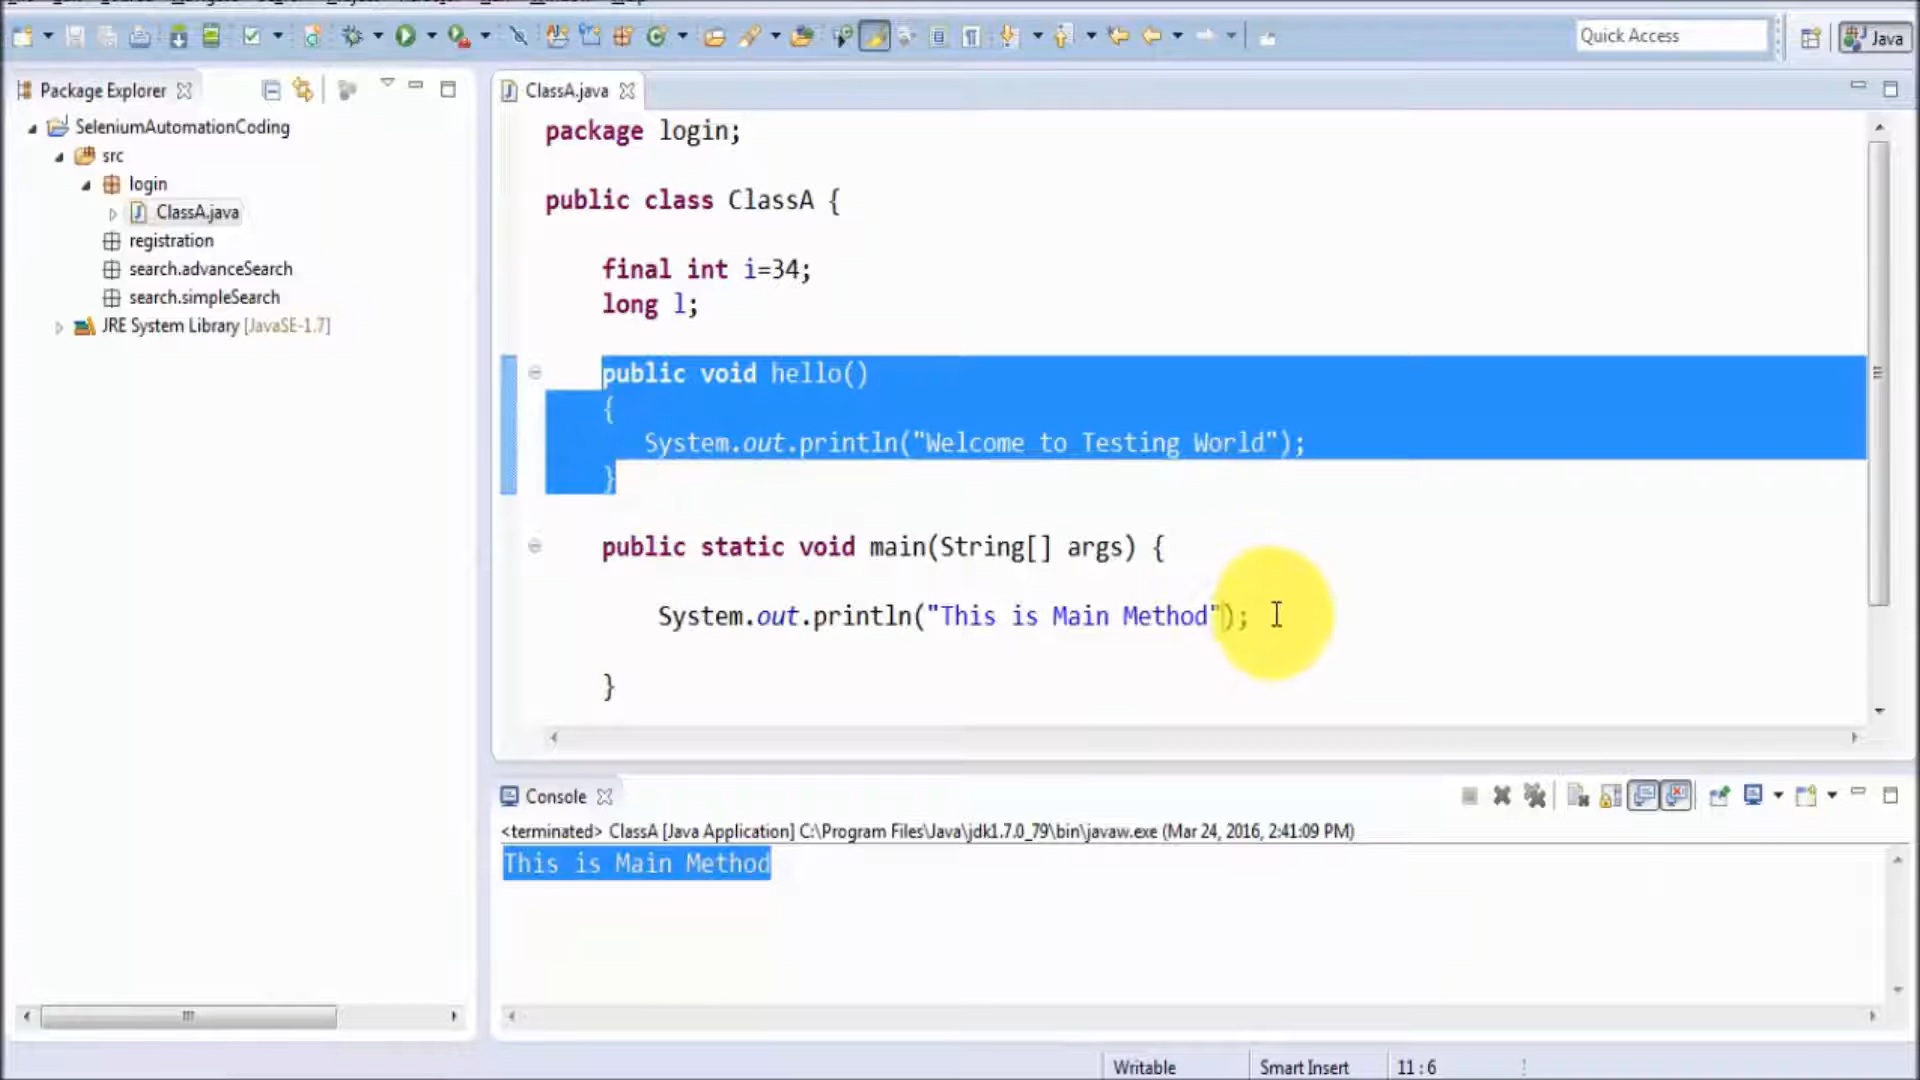 Quick Access
Java
Package Explorer
SeleniumAutomationCoding
src
login
ClassA.java
registration
search.advanceSearch
search.simpleSearch
JRE System Library [JavaSE-1.7]
ClassA.java
package login;
public class ClassA {
final int i=34;
long l;
public void hello()
{
System.out.println("Welcome to Testing World");
}
public static void main(String[] args) {
System.out.println("This is Main Method");
}
Console
<terminated> ClassA [Java Application] C:\Program Files\Java\jdk1.7.0_79\bin\javaw.exe (Mar 24, 2016, 2:41:09 PM)
This is Main Method
Writable
Smart Insert
11 : 6